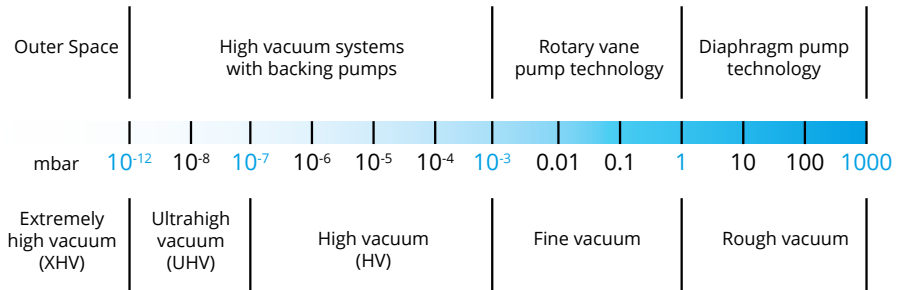 Outer Space
High vacuum systems
with backing pumps
Rotary vane
pump technology
Diaphragm pump
technology
mbar 10⁻¹² 10⁻⁸ 10⁻⁷ 10⁻⁶ 10⁻⁵ 10⁻⁴ 10⁻³ 0.01 0.1 1 10 100 1000
Extremely
high vacuum
(XHV)
Ultrahigh
vacuum
(UHV)
High vacuum
(HV)
Fine vacuum
Rough vacuum